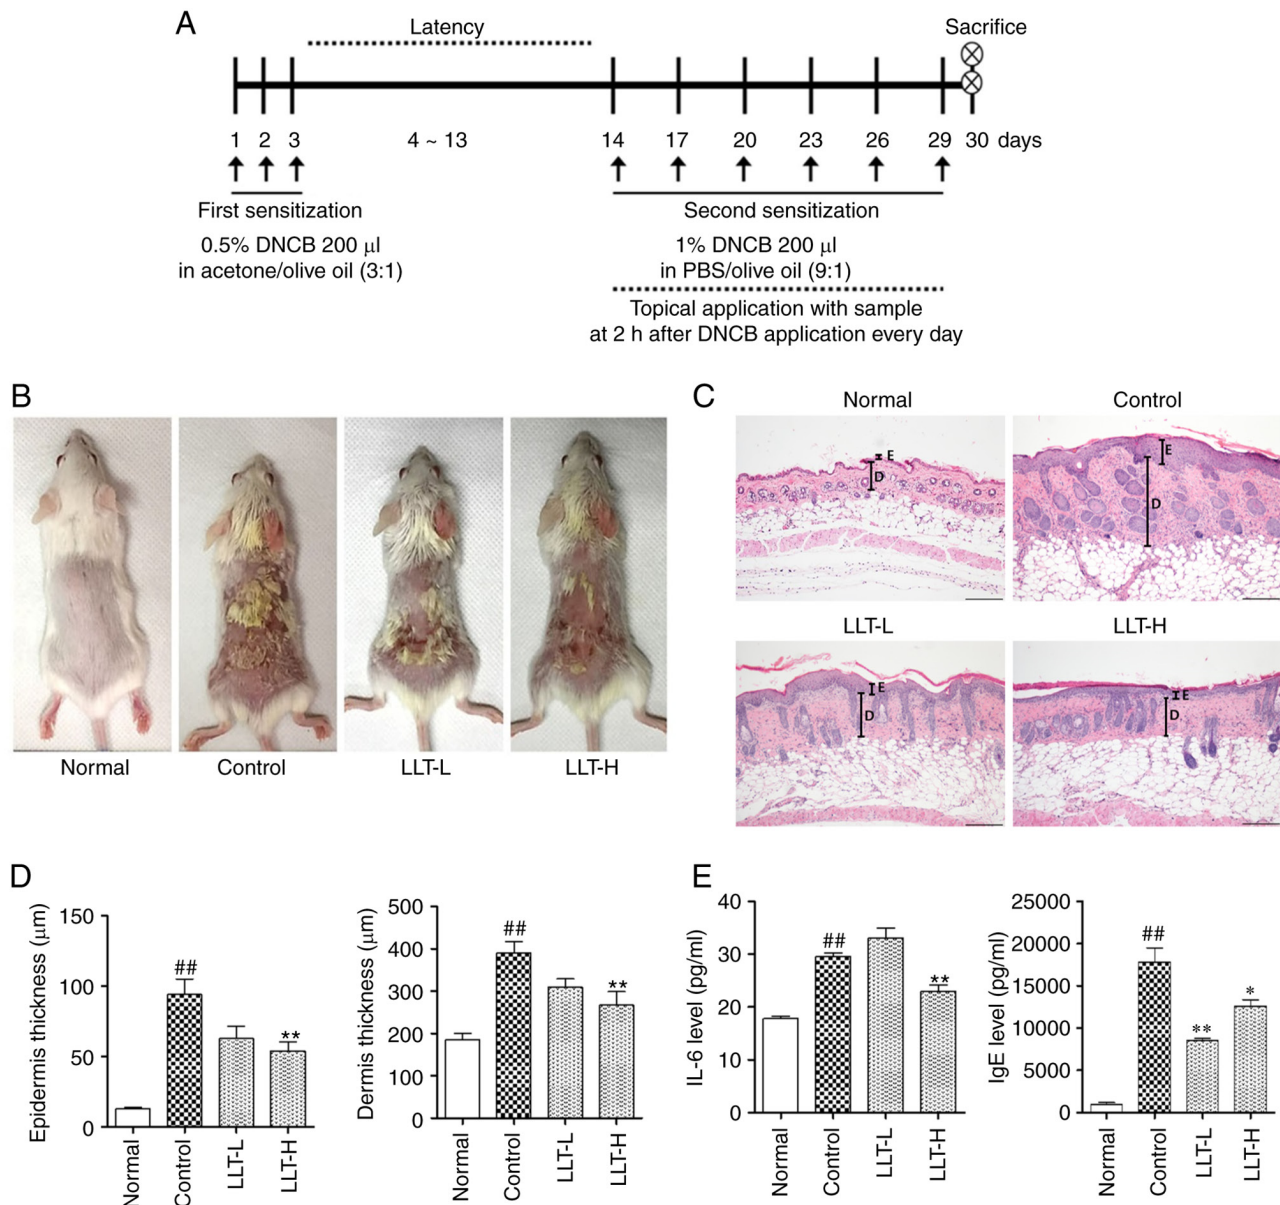 A
Latency
Sacrifice
1 2 3 4 ~ 13 14 17 20 23 26 29 30 days
First sensitization
Second sensitization
0.5% DNCB 200 µl
in acetone/olive oil (3:1)
1% DNCB 200 µl
in PBS/olive oil (9:1)
Topical application with sample
at 2 h after DNCB application every day
B
Normal
Control
LLT-L
LLT-H
C
Normal
Control
E
D
E
D
LLT-L
LLT-H
E
D
E
D
D
Epidermis thickness (µm)
150
100
50
0
##
**
Normal
Control
LLT-L
LLT-H
Dermis thickness (µm)
500
400
300
200
100
0
##
**
Normal
Control
LLT-L
LLT-H
E
IL-6 level (pg/ml)
40
30
20
10
0
##
**
Normal
Control
LLT-L
LLT-H
IgE level (pg/ml)
25000
20000
15000
10000
5000
0
##
**
*
Normal
Control
LLT-L
LLT-H